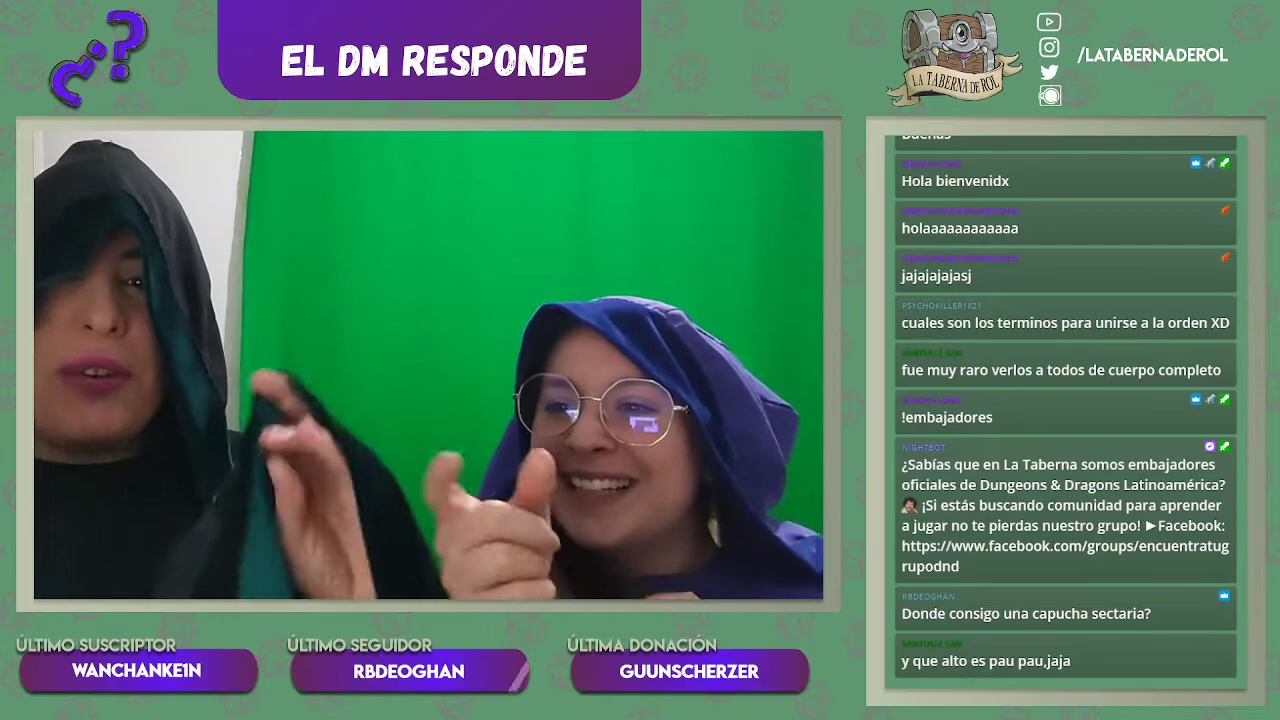 ¿?
EL DM RESPONDE
LA TABERNA DE ROL
/LATABERNADEROL
Buenas
Hola bienvenidx
holaaaaaaaaaaaa
jajajajajasj
PSYCHOKILLER1821
cuales son los terminos para unirse a la orden XD
fue muy raro verlos a todos de cuerpo completo
!embajadores
NIGHTBOT
¿Sabías que en La Taberna somos embajadores
oficiales de Dungeons & Dragons Latinoamérica?
¡Si estás buscando comunidad para aprender
a jugar no te pierdas nuestro grupo! ►Facebook:
https://www.facebook.com/groups/encuentratug
rupodnd
RBDEOGHAN
Donde consigo una capucha sectaria?
y que alto es pau pau,jaja
ÚLTIMO SUSCRIPTOR
WANCHANKE1N
ÚLTIMO SEGUIDOR
RBDEOGHAN
ÚLTIMA DONACIÓN
GUUNSCHERZER